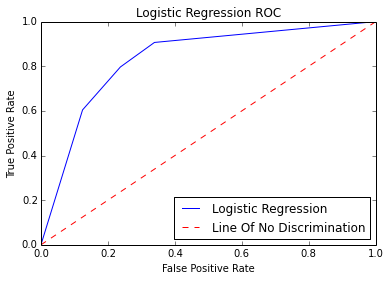 Logistic Regression ROC
True Positive Rate
1.0
0.8
0.6
0.4
0.2
0.0
Logistic Regression
Line Of No Discrimination
0.0 0.2 0.4 0.6 0.8 1.0
False Positive Rate